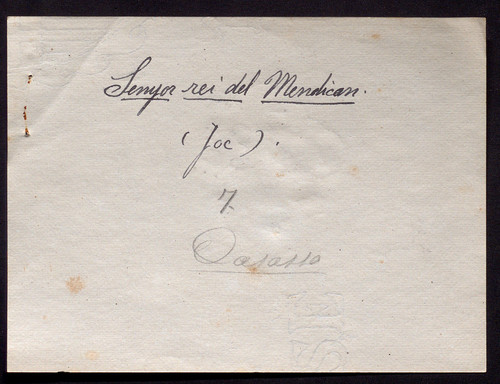 Senyor rei del Mendican.
(Joc).
7.